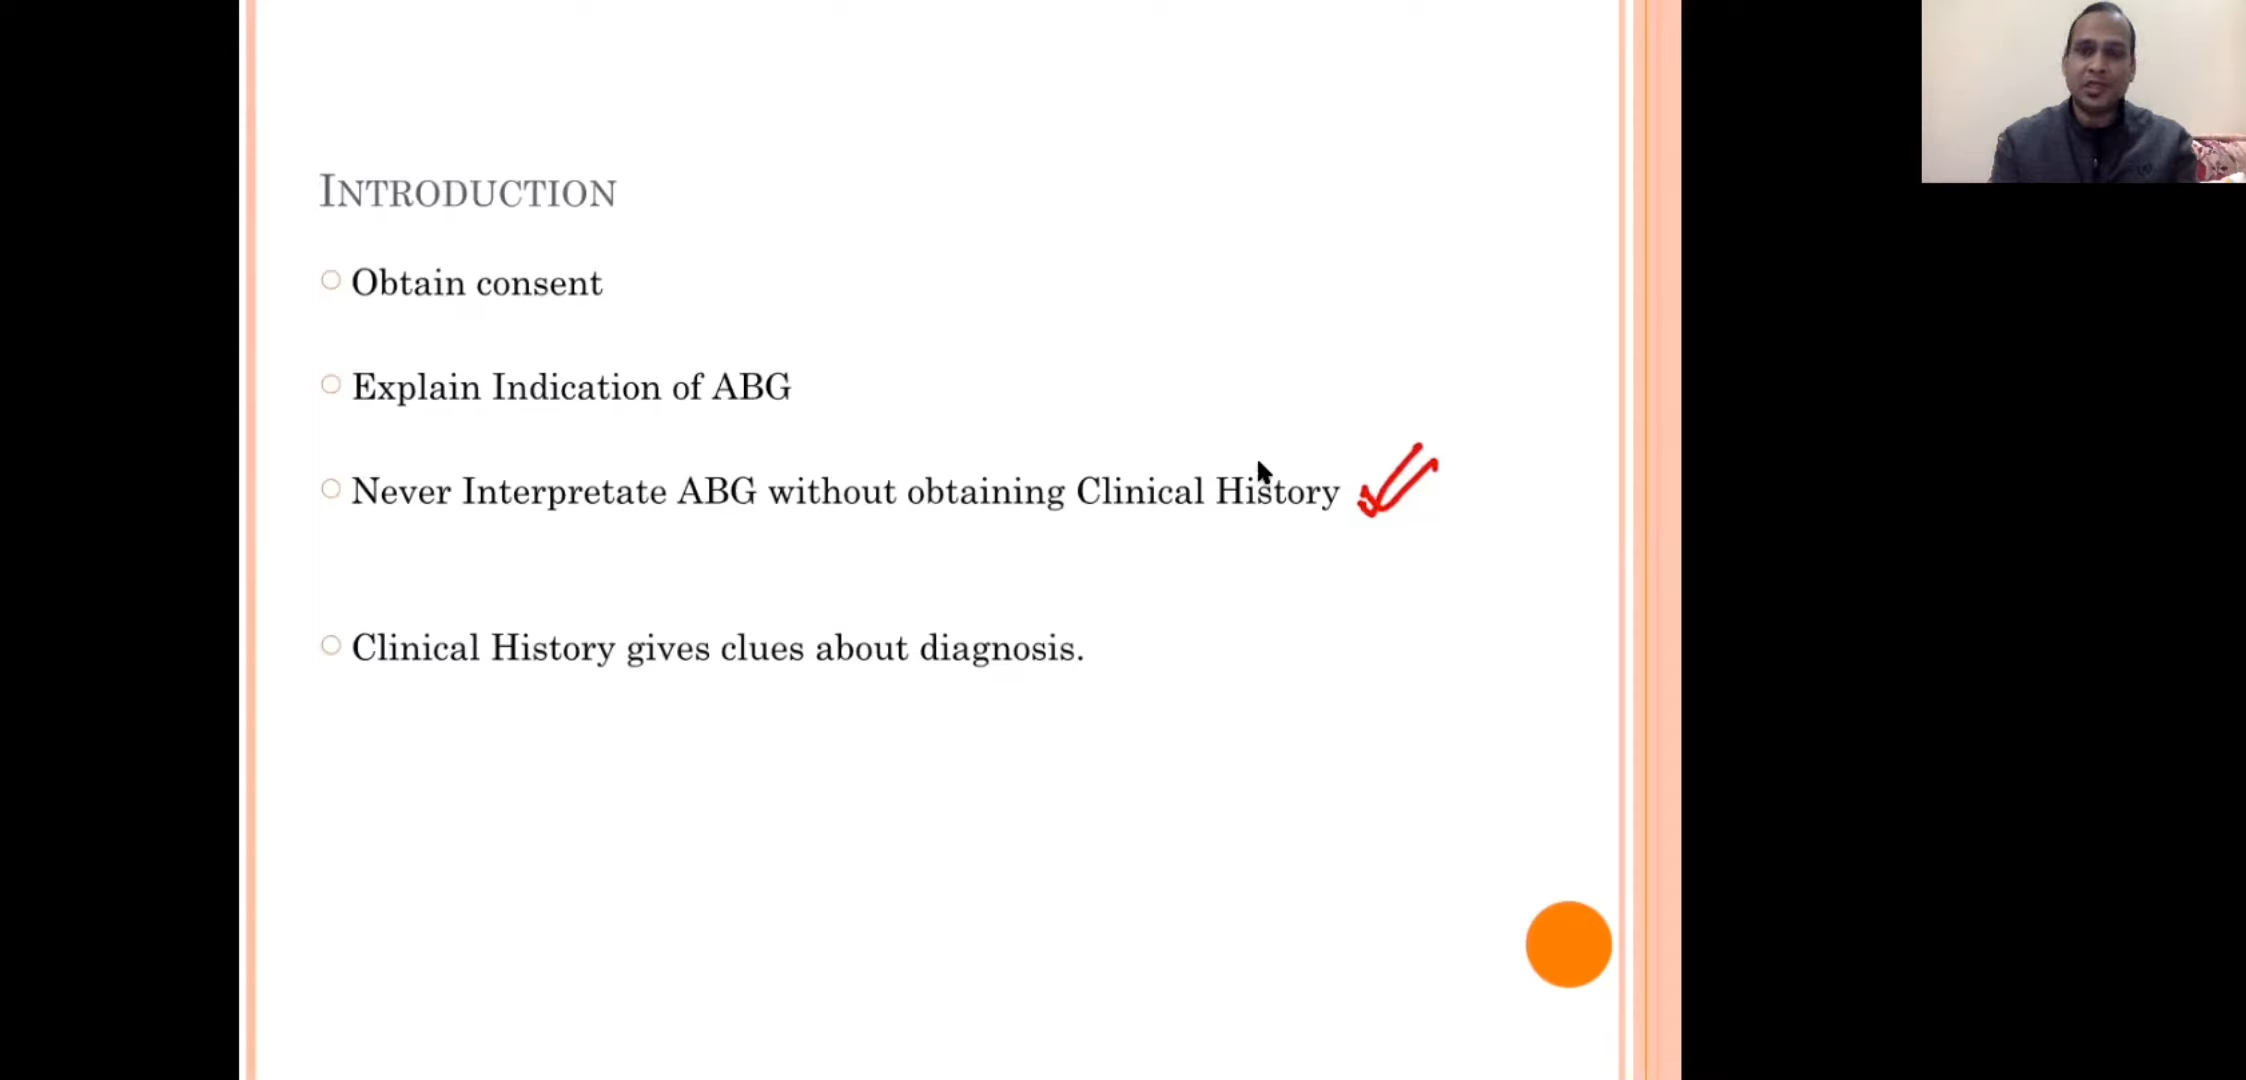 INTRODUCTION
Obtain consent
Explain Indication of ABG
Never Interpretate ABG without obtaining Clinical History
Clinical History gives clues about diagnosis.